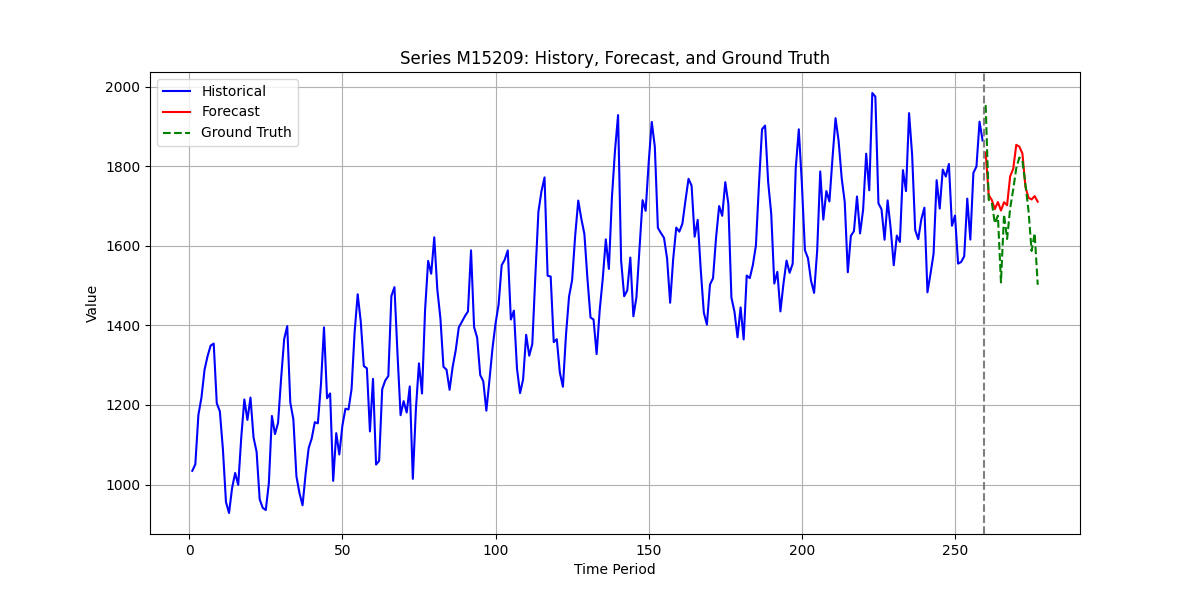 Series M15209: History, Forecast, and Ground Truth
Historical
Forecast
Ground Truth
Value
2000
1800
1600
1400
1200
1000
0 50 100 150 200 250
Time Period